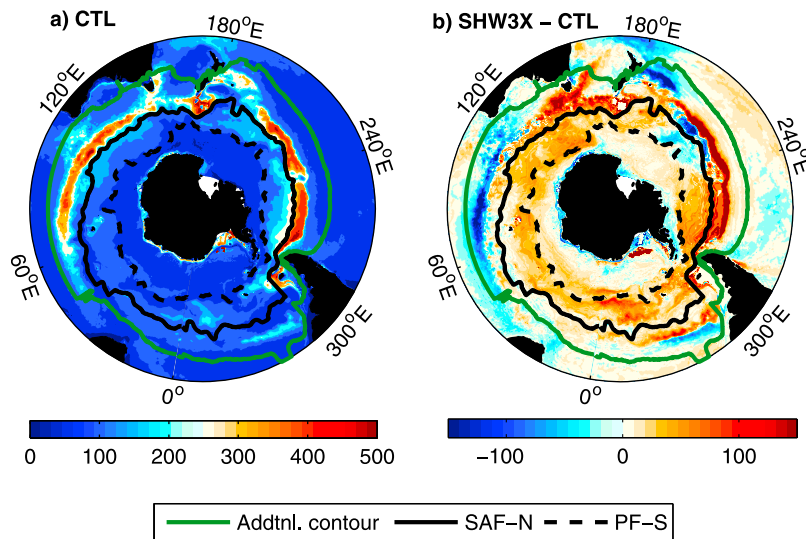 a) CTL
b) SHW3X – CTL
180°E
180°E
120°E
120°E
240°E
240°E
60°E
60°E
300°E
300°E
0°
0°
0 100 200 300 400 500
−100 0 100
Addtnl. contour SAF−N PF−S